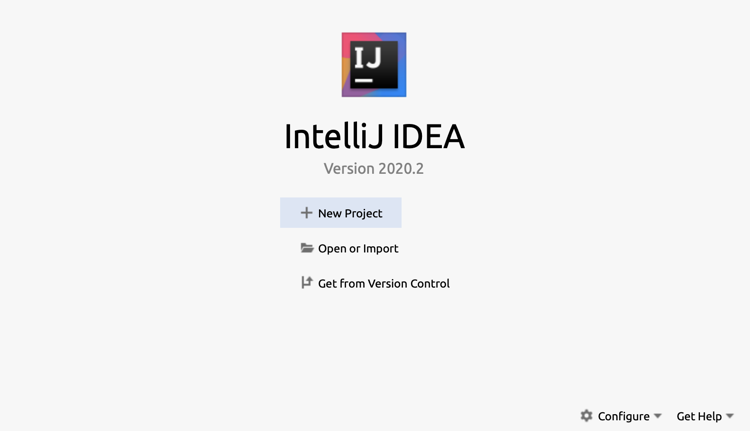 IJ
IntelliJ IDEA
Version 2020.2
New Project
Open or Import
Get from Version Control
Configure Get Help